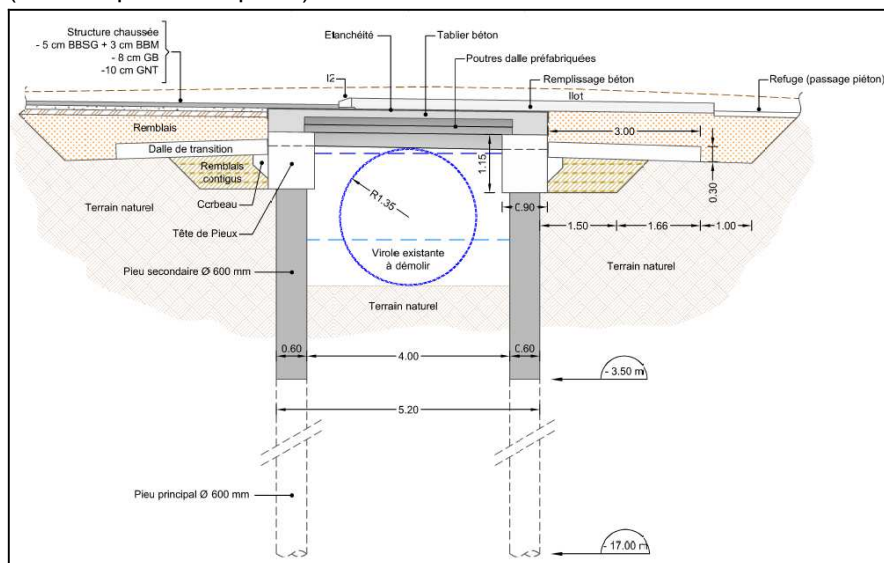 Structure chaussée
- 5 cm BBSG + 3 cm BBM
- 8 cm GB
-10 cm GNT
Etanchéité
Tablier béton
Poutres dalle préfabriquées
I2
Remplissage béton
Ilot
Refuge (passage piéton)
Remblais
3.00
Dalle de transition
1.15
0.30
Remblais
contigus
Corbeau
R1.35
0.90
Terrain naturel
1.50
1.66
1.00
Tête de Pieux
Virole existante
à démolir
Pieu secondaire Ø 600 mm
Terrain naturel
Terrain naturel
0.60
4.00
0.60
- 3.50 m
5.20
Pieu principal Ø 600 mm
- 17.00 m